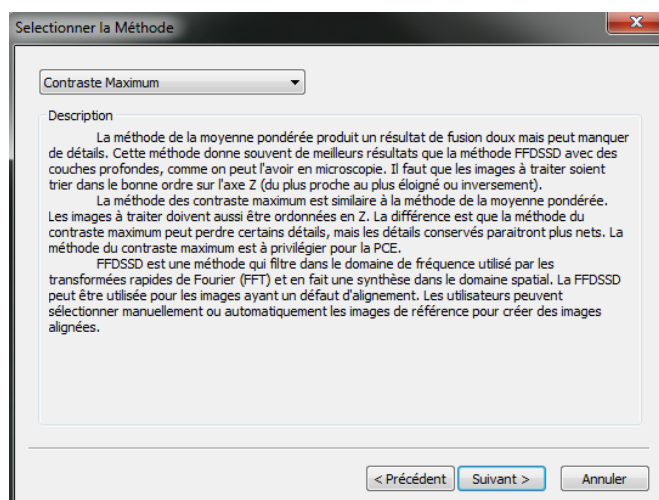 Selectionner la Méthode
Contraste Maximum
Description
La méthode de la moyenne pondérée produit un résultat de fusion doux mais peut manquer
de détails. Cette méthode donne souvent de meilleurs résultats que la méthode FFDSSD avec des
couches profondes, comme on peut l'avoir en microscopie. Il faut que les images à traiter soient
trier dans le bonne ordre sur l'axe Z (du plus proche au plus éloigné ou inversement).
La méthode des contraste maximum est similaire à la méthode de la moyenne pondérée.
Les images à traiter doivent aussi être ordonnées en Z. La différence est que la méthode du
contraste maximum peut perdre certains détails, mais les détails conservés paraitront plus nets. La
méthode du contraste maximum est à privilégier pour la PCE.
FFDSSD est une méthode qui filtre dans le domaine de fréquence utilisé par les
transformées rapides de Fourier (FFT) et en fait une synthèse dans le domaine spatial. La FFDSSD
peut être utilisée pour les images ayant un défaut d'alignement. Les utilisateurs peuvent
sélectionner manuellement ou automatiquement les images de référence pour créer des images
alignées.
< Précédent Suivant > Annuler